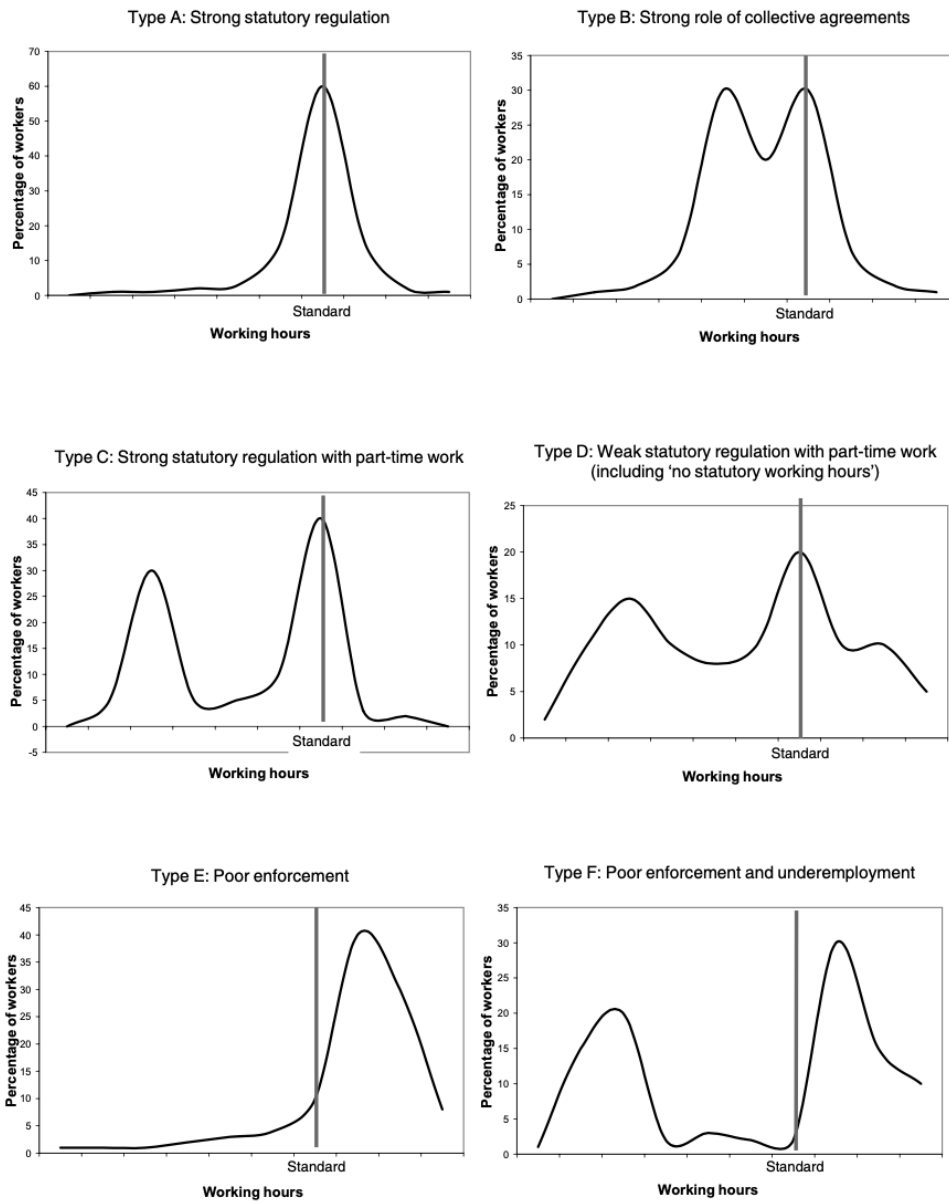 Type A: Strong statutory regulation
Percentage of workers
70
60
50
40
30
20
10
0
Standard
Working hours
Type B: Strong role of collective agreements
Percentage of workers
35
30
25
20
15
10
5
0
Standard
Working hours
Type C: Strong statutory regulation with part-time work
Percentage of workers
45
40
35
30
25
20
15
10
5
0
-5
Standard
Working hours
Type D: Weak statutory regulation with part-time work
(including ‘no statutory working hours’)
Percentage of workers
25
20
15
10
5
0
Standard
Working hours
Type E: Poor enforcement
Percentage of workers
45
40
35
30
25
20
15
10
5
0
Standard
Working hours
Type F: Poor enforcement and underemployment
Percentage of workers
35
30
25
20
15
10
5
0
Standard
Working hours